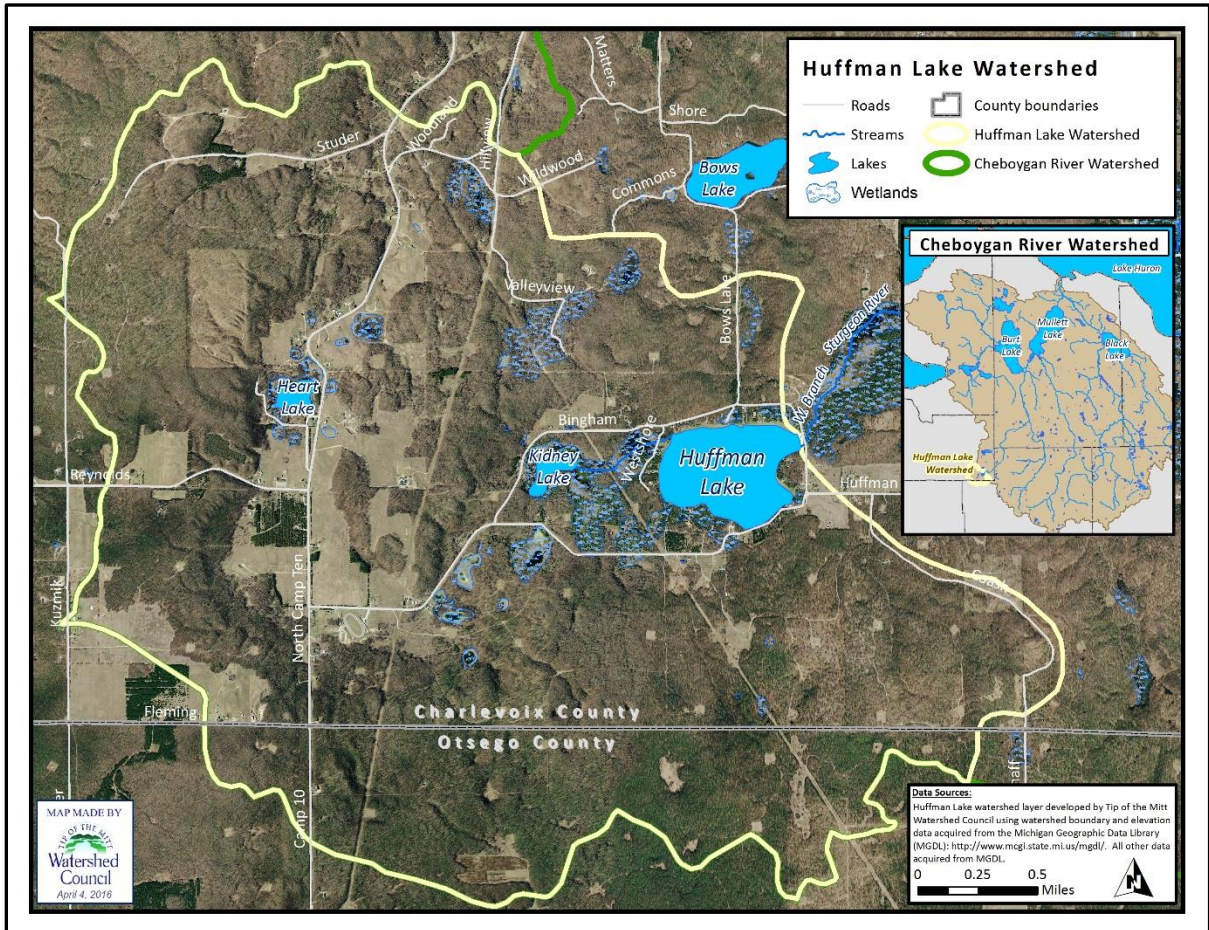 Huffman Lake Watershed
Roads
County boundaries
Streams
Huffman Lake Watershed
Lakes
Cheboygan River Watershed
Wetlands
Matters
Shore
Woodland
Studer
Hillview
Wildwood
Commons
Bows
Lake
Cheboygan River Watershed
Lake Huron
Mullett
Lake
Burt
Lake
Black
Lake
Huffman Lake
Watershed
Valleyview
Bows Lake
W. Branch Sturgeon River
Heart
Lake
Bingham
Westshore
Kidney
Lake
Huffman
Lake
Huffman
Reynolds
Kuzmik
North Camp Ten
Coash
Fleming
Charlevoix County
Otsego County
Camp 10
MAP MADE BY
TIP OF THE MITT
Watershed
Council
April 4, 2016
Data Sources:
Huffman Lake watershed layer developed by Tip of the Mitt
Watershed Council using watershed boundary and elevation
data acquired from the Michigan Geographic Data Library
(MGDL): http://www.mcgi.state.mi.us/mgdl/. All other data
acquired from MGDL.
0 0.25 0.5
Miles
N